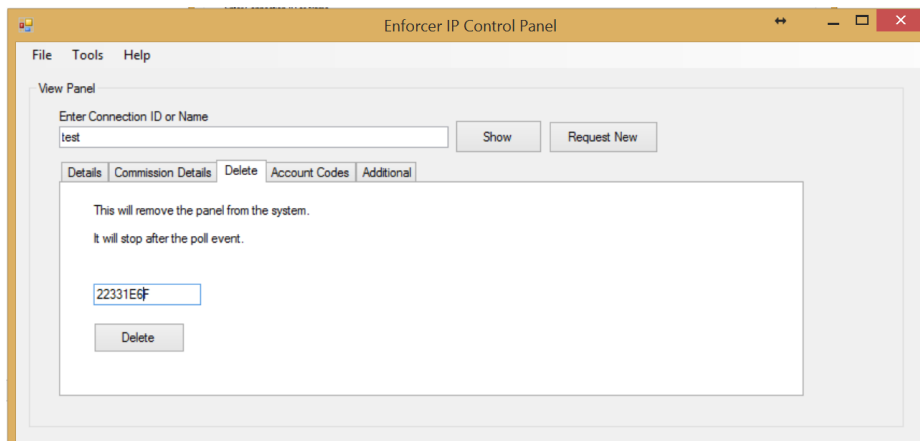 Enforcer IP Control Panel
File Tools Help
View Panel
Enter Connection ID or Name
test Show Request New
Details Commission Details Delete Account Codes Additional
This will remove the panel from the system.
It will stop after the poll event.
22331E6F
Delete